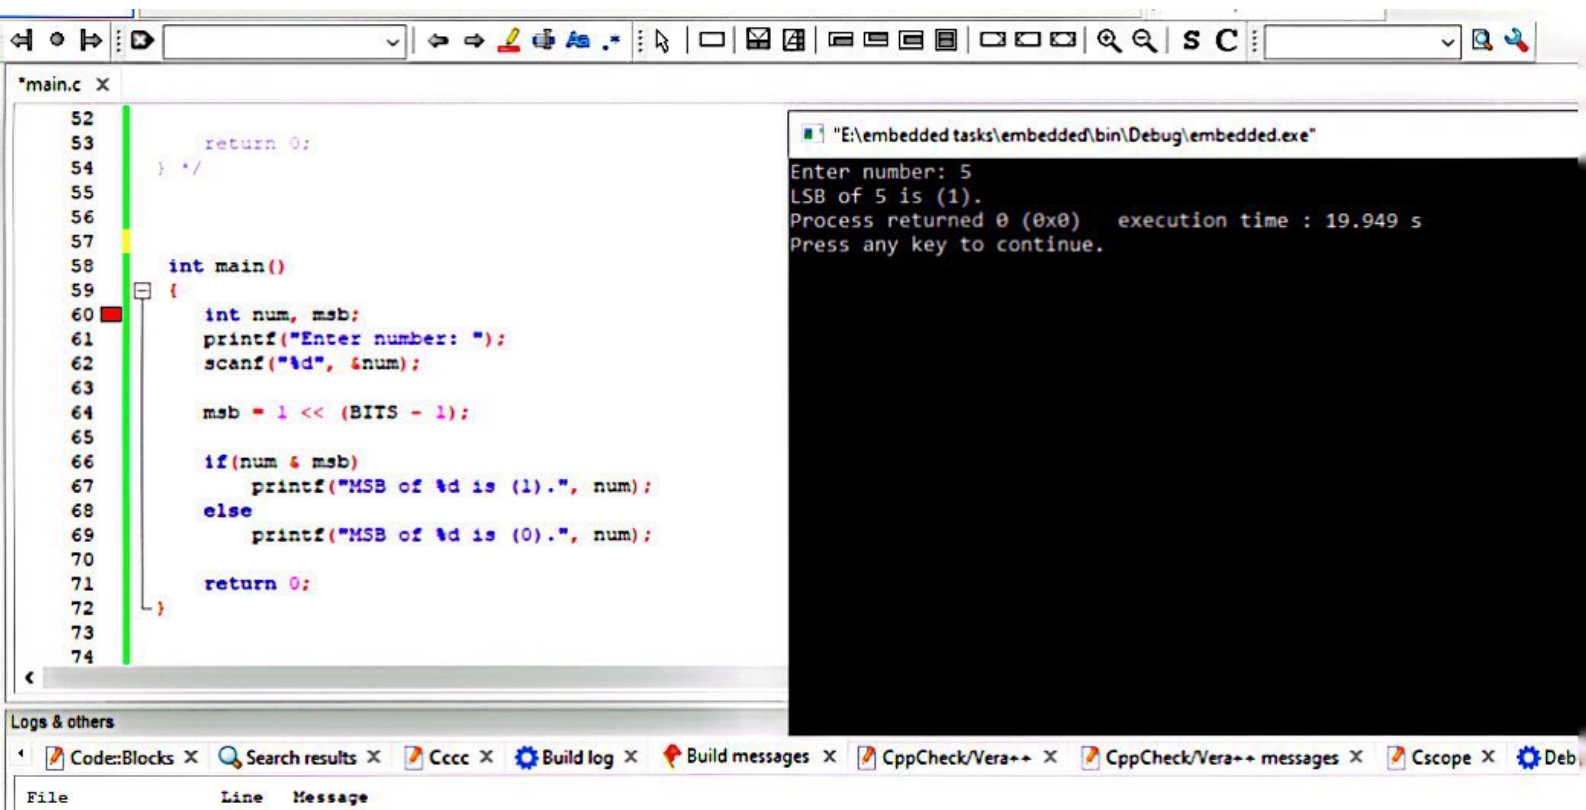 S C
*main.c X
52
53 return 0;
54 } */
55
56
57
58 int main()
59 {
60 int num, msb;
61 printf("Enter number: ");
62 scanf("%d", &num);
63
64 msb = 1 << (BITS - 1);
65
66 if(num & msb)
67 printf("MSB of %d is (1).", num);
68 else
69 printf("MSB of %d is (0).", num);
70
71 return 0;
72 }
73
74
"E:\embedded tasks\embedded\bin\Debug\embedded.exe"
Enter number: 5
LSB of 5 is (1).
Process returned 0 (0x0) execution time : 19.949 s
Press any key to continue.
Logs & others
Code::Blocks X Search results X Cccc X Build log X Build messages X CppCheck/Vera++ X CppCheck/Vera++ messages X Cscope X Deb
File Line Message